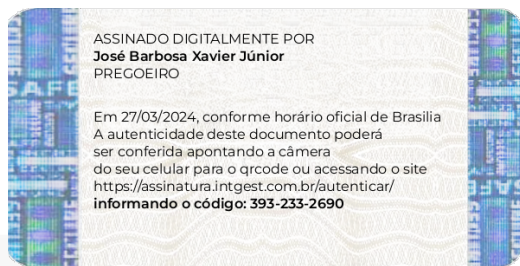 ASSINADO DIGITALMENTE POR
José Barbosa Xavier Júnior
PREGOEIRO
Em 27/03/2024, conforme horário oficial de Brasilia
A autenticidade deste documento poderá
ser conferida apontando a câmera
do seu celular para o qrcode ou acessando o site
https://assinatura.intgest.com.br/autenticar/
informando o código: 393-233-2690